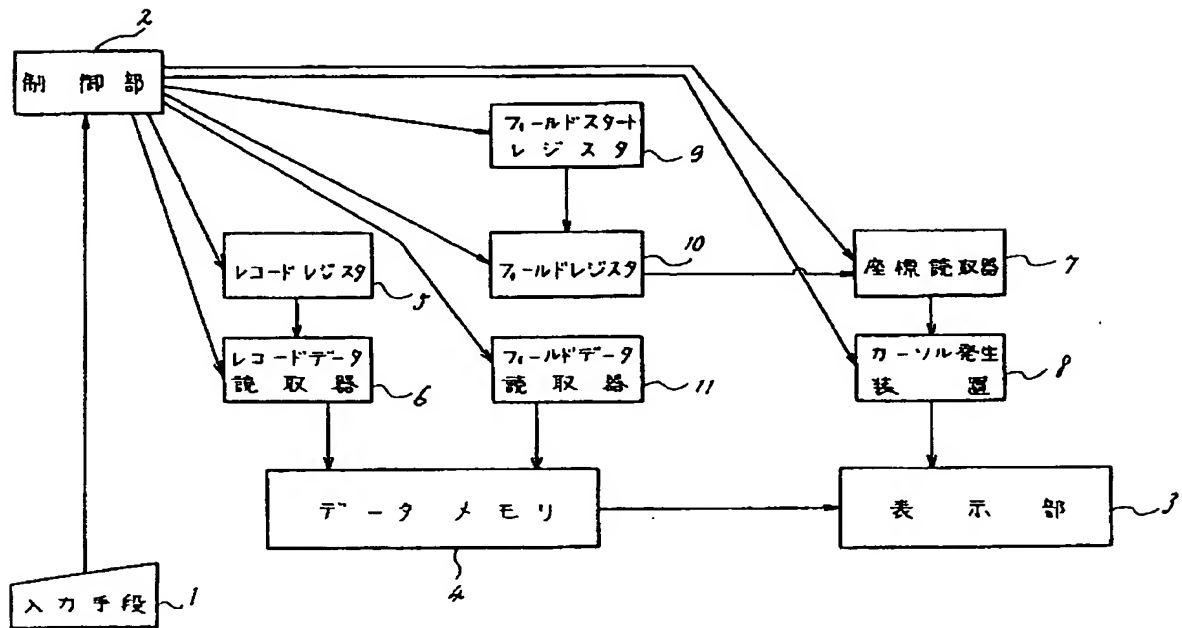 2
制御部
フィールドスタート
レジスタ
9
レコードレジスタ
5
フィールドレジスタ
10
座標読取器
7
レコードデータ
読取器
6
フィールドデータ
読取器
11
カーソル発生
装置
8
データメモリ
4
表示部
3
入力手段
1